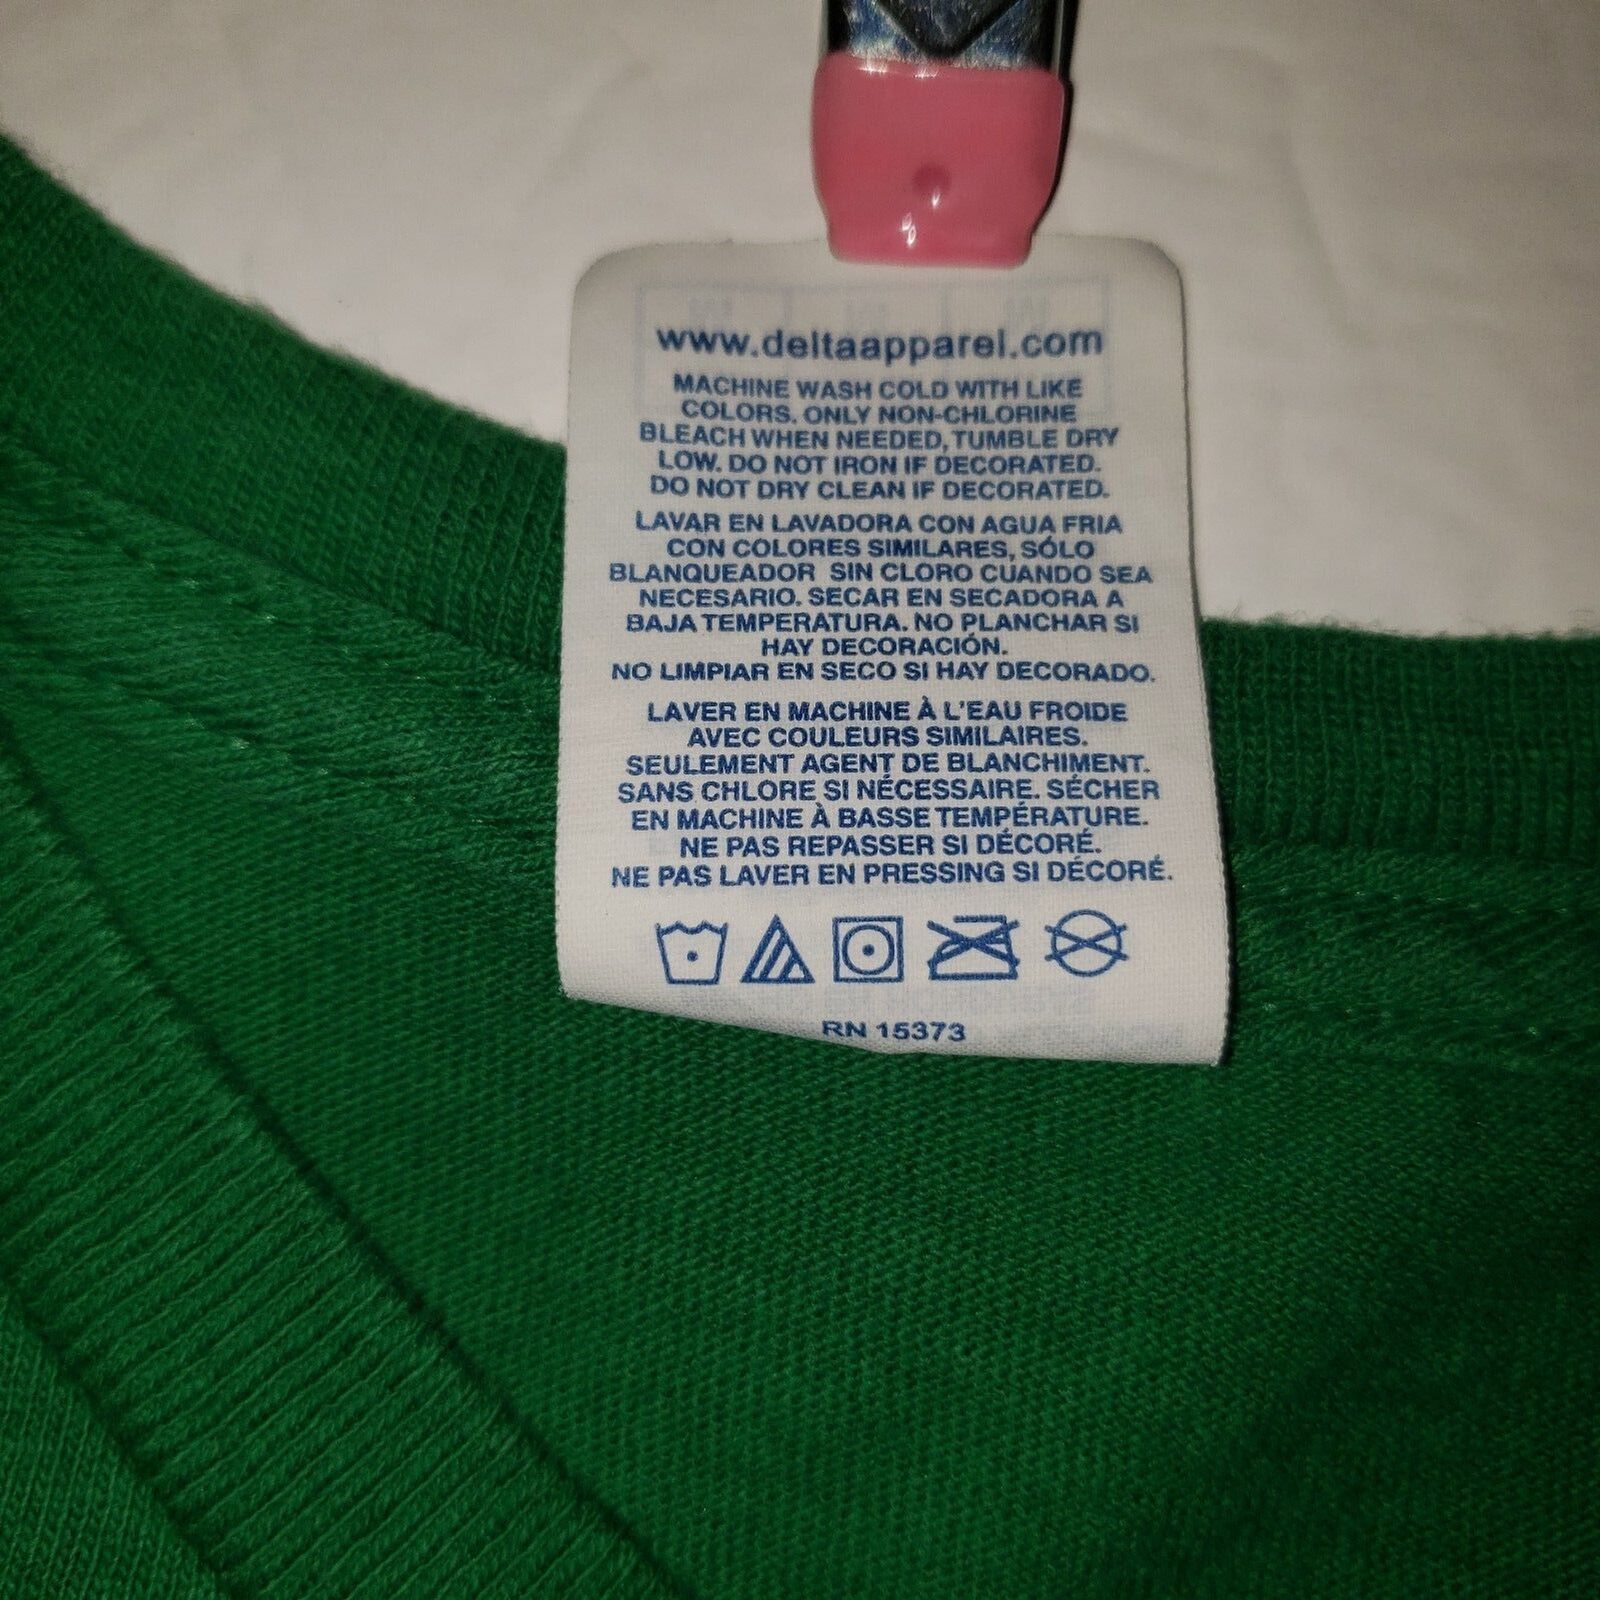 www.deltaapparel.com
MACHINE WASH COLD WITH LIKE
COLORS. ONLY NON-CHLORINE
BLEACH WHEN NEEDED, TUMBLE DRY
LOW. DO NOT IRON IF DECORATED.
DO NOT DRY CLEAN IF DECORATED.
LAVAR EN LAVADORA CON AGUA FRIA
CON COLORES SIMILARES, SÓLO
BLANQUEADOR SIN CLORO CUANDO SEA
NECESARIO. SECAR EN SECADORA A
BAJA TEMPERATURA. NO PLANCHAR SI
HAY DECORACIÓN.
NO LIMPIAR EN SECO SI HAY DECORADO.
LAVER EN MACHINE À L'EAU FROIDE
AVEC COULEURS SIMILAIRES.
SEULEMENT AGENT DE BLANCHIMENT.
SANS CHLORE SI NÉCESSAIRE. SÉCHER
EN MACHINE À BASSE TEMPÉRATURE.
NE PAS REPASSER SI DÉCORÉ.
NE PAS LAVER EN PRESSING SI DÉCORÉ.
RN 15373